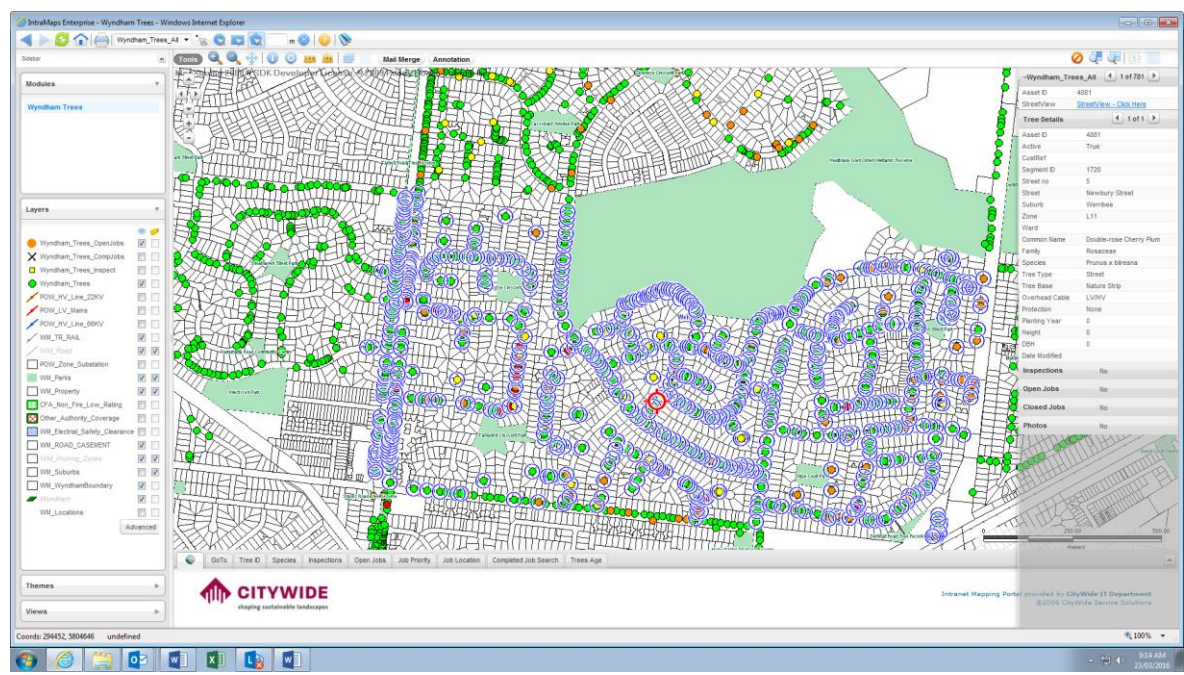 IntraMaps Enterprise - Wyndham Trees - Windows Internet Explorer
Wyndham_Trees_All
m
Sidebar
Tools
Mail Merge
Annotation
Modules
Wyndham Trees
Layers
Wyndham_Trees_OpenJobs
Wyndham_Trees_CompJobs
Wyndham_Trees_Inspect
Wyndham_Trees
POW_HV_Line_22KV
POW_LV_Mains
POW_HV_Line_66KV
WM_TR_RAIL
WM_Road
POW_Zone_Substation
WM_Parks
WM_Property
CFA_Non_Fire_Low_Rating
Other_Authority_Coverage
WM_Electrial_Safety_Clearance
WM_ROAD_CASEMENT
WM_Pruning_Zones
WM_Suburbs
WM_WyndhamBoundary
Wyndham
WM_Locations
Advanced
Themes
Views
~Wyndham_Trees_All 1 of 781
Asset ID 4881
StreetView StreetView - Click Here
Tree Details 1 of 1
Asset ID 4881
Active True
CustRef
Segment ID 1720
Street no 5
Street Newbury Street
Suburb Werribee
Zone L11
Ward
Common Name Double-rose Cherry Plum
Family Rosaceae
Species Prunus x blireana
Tree Type Street
Tree Base Nature Strip
Overhead Cable LV/HV
Protection None
Planting Year 0
Height 0
DBH 0
Date Modified
Inspections No
Open Jobs No
Closed Jobs No
Photos No
0 250.00 500.00
metres
GoTo Tree ID Species Inspections Open Jobs Job Priority Job Location Completed Job Search Trees Age
CITYWIDE
shaping sustainable landscapes
Intranet Mapping Portal provided by CityWide IT Department
©2006 CityWide Service Solutions
Coords: 294452, 5804646 undefined
100%
9:14 AM
23/03/2016